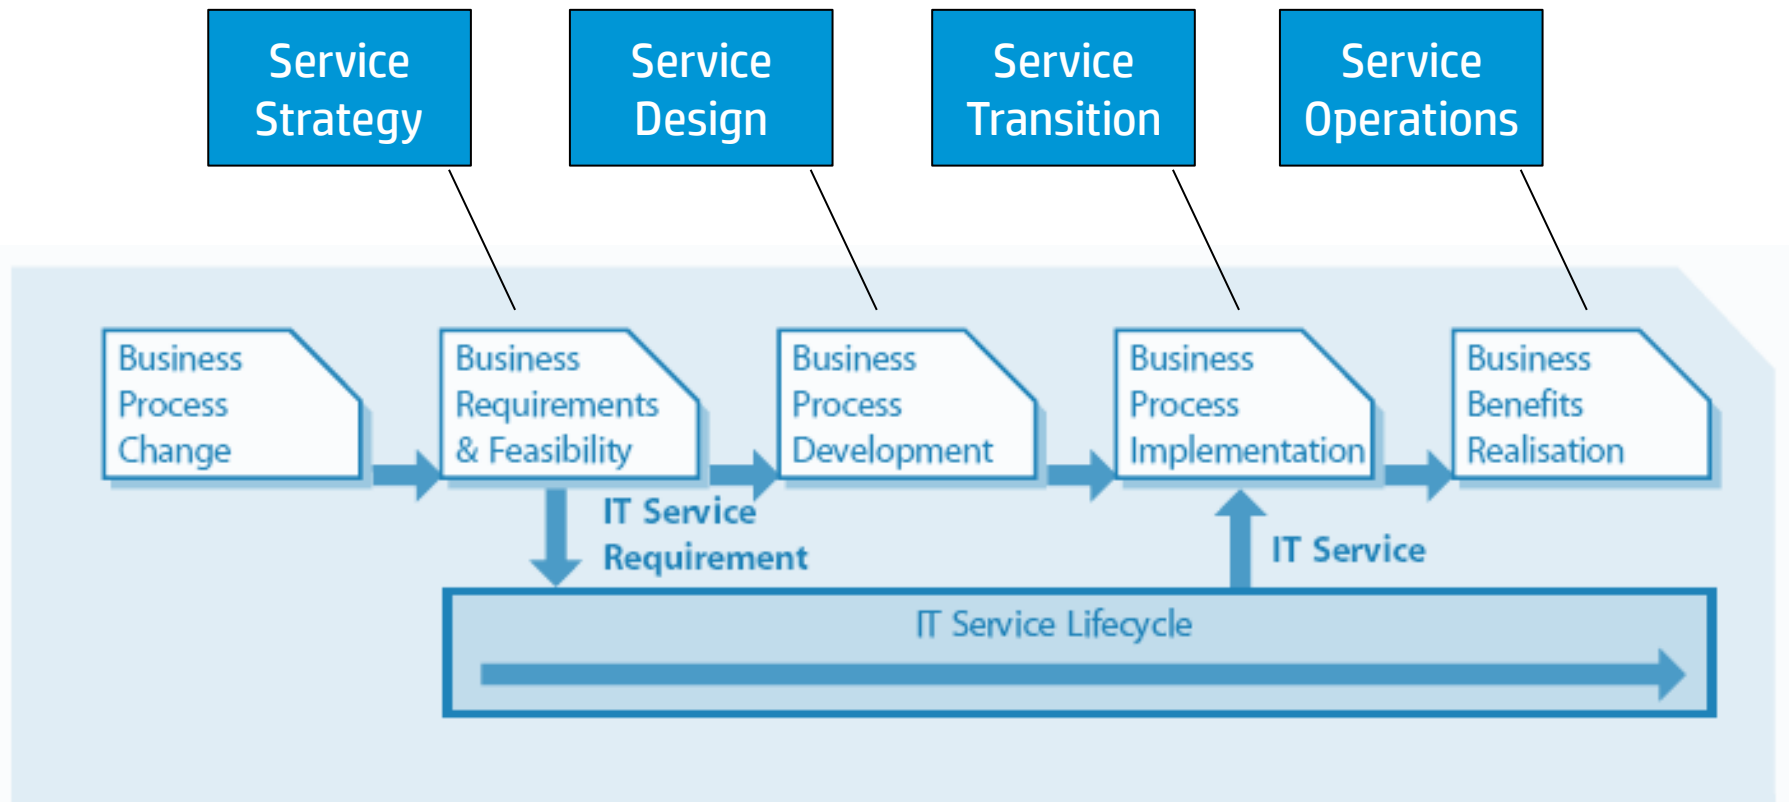 Service
Strategy
Service
Design
Service
Transition
Service
Operations
Business
Process
Change
Business
Requirements
& Feasibility
Business
Process
Development
Business
Process
Implementation
Business
Benefits
Realisation
IT Service
Requirement
IT Service
IT Service Lifecycle